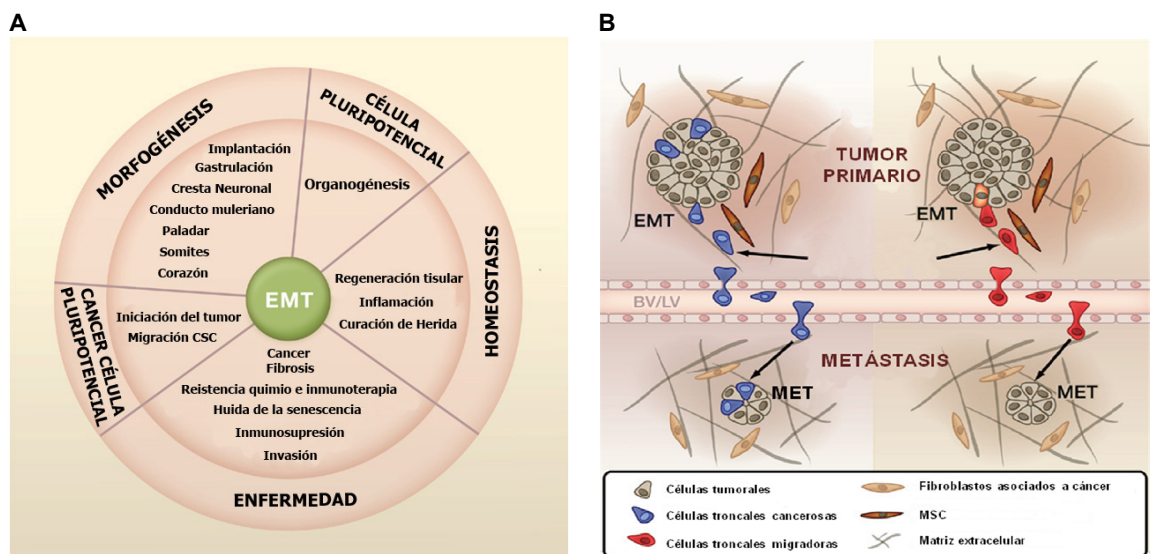 A
MORFOGÉNESIS
CÉLULA
PLURIPOTENCIAL
HOMEOSTASIS
ENFERMEDAD
CANCER CÉLULA
PLURIPOTENCIAL
Implantación
Gastrulación
Cresta Neuronal
Conducto muleriano
Paladar
Somites
Corazón
Organogénesis
EMT
Regeneración tisular
Inflamación
Curación de Herida
Iniciación del tumor
Migración CSC
Cancer
Fibrosis
Reistencia quimio e inmunoterapia
Huida de la senescencia
Inmunosupresión
Invasión
B
TUMOR
PRIMARIO
EMT
EMT
BV/LV
METÁSTASIS
MET
MET
Células tumorales
Células troncales cancerosas
Células troncales migradoras
Fibroblastos asociados a cáncer
MSC
Matriz extracelular